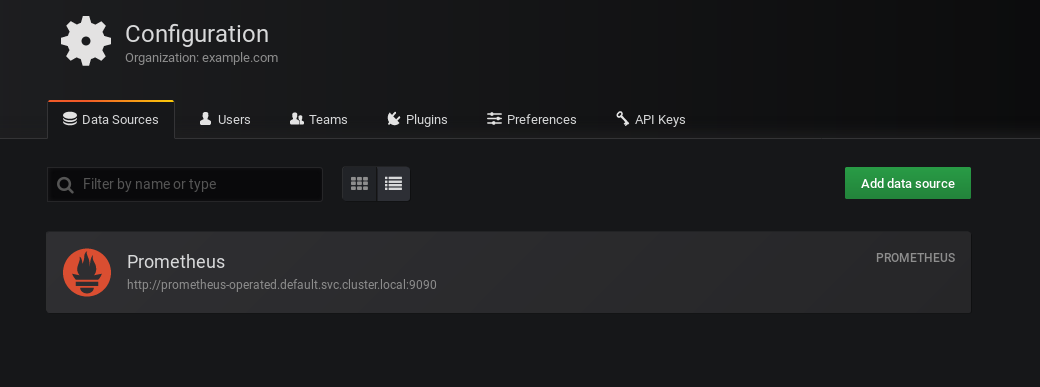 Configuration
Organization: example.com
Data Sources Users Teams Plugins Preferences API Keys
Filter by name or type Add data source
Prometheus PROMETHEUS
http://prometheus-operated.default.svc.cluster.local:9090